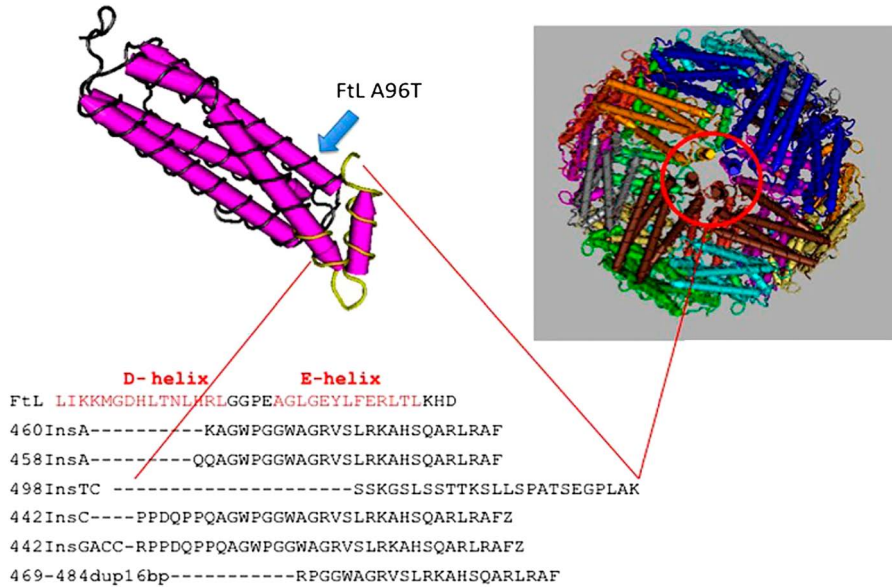 FtL A96T
D-helix E-helix
FtL LIKKMGDHLTNLHRLGGPEAGLGEYLFERLTLKHD
460InsA----------KAGWPGGWAGRVSLRKAHSQARLRAF
458InsA---------QQAGWPGGWAGRVSLRKAHSQARLRAF
498InsTC ---------------------SSKGSLSSTTKSLLSPATSEGPLAK
442InsC----PPDQPPQAGWPGGWAGRVSLRKAHSQARLRAFZ
442InsGACC-RPPDQPPQAGWPGGWAGRVSLRKAHSQARLRAFZ
469-484dup16bp-----------RPGGWAGRVSLRKAHSQARLRAF